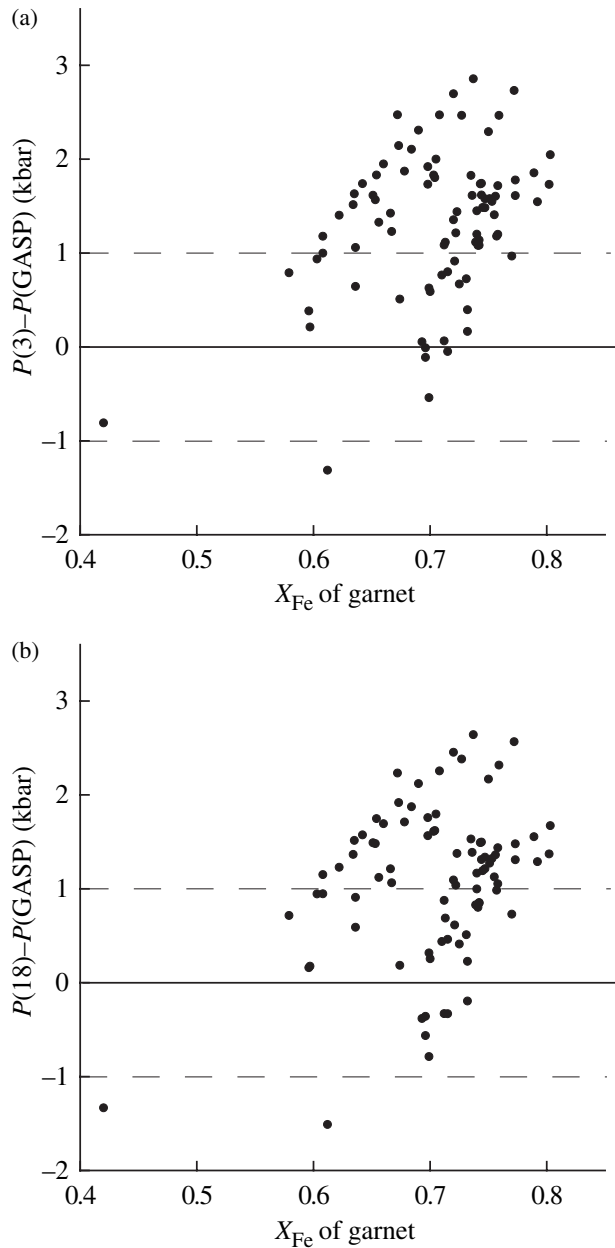 (a)
3
2
1
0
–1
–2
P(3)–P(GASP) (kbar)
0.4 0.5 0.6 0.7 0.8
XFe of garnet
(b)
3
2
1
0
–1
–2
P(18)–P(GASP) (kbar)
0.4 0.5 0.6 0.7 0.8
XFe of garnet